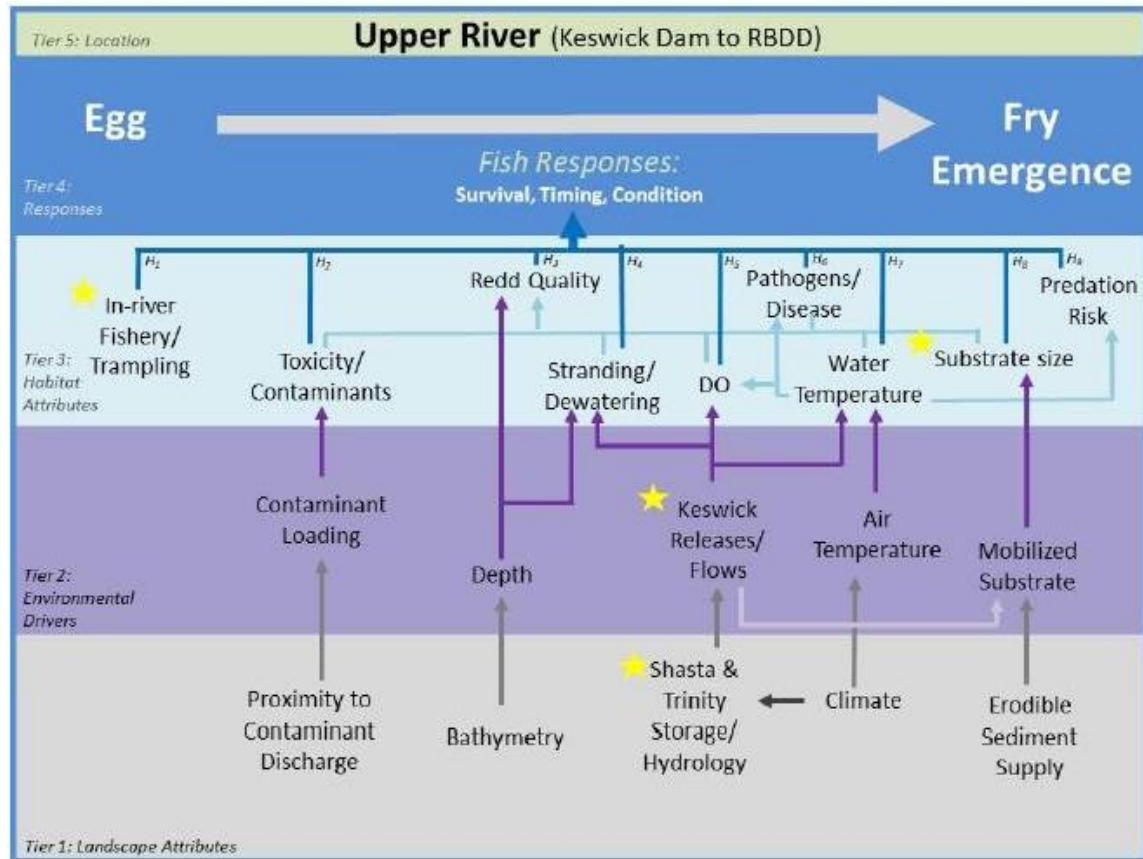 Tier 5: Location
Upper River (Keswick Dam to RBDD)
Egg
Fry
Emergence
Fish Responses:
Survival, Timing, Condition
Tier 4:
Responses
H1
H2
H3
H4
H5
H6
H7
H8
H9
In-river
Fishery/
Trampling
Toxicity/
Contaminants
Redd Quality
Stranding/
Dewatering
DO
Pathogens/
Disease
Water
Temperature
Substrate size
Predation
Risk
Tier 3:
Habitat
Attributes
Contaminant
Loading
Depth
Keswick
Releases/
Flows
Air
Temperature
Mobilized
Substrate
Tier 2:
Environmental
Drivers
Proximity to
Contaminant
Discharge
Bathymetry
Shasta &
Trinity
Storage/
Hydrology
Climate
Erodible
Sediment
Supply
Tier 1: Landscape Attributes